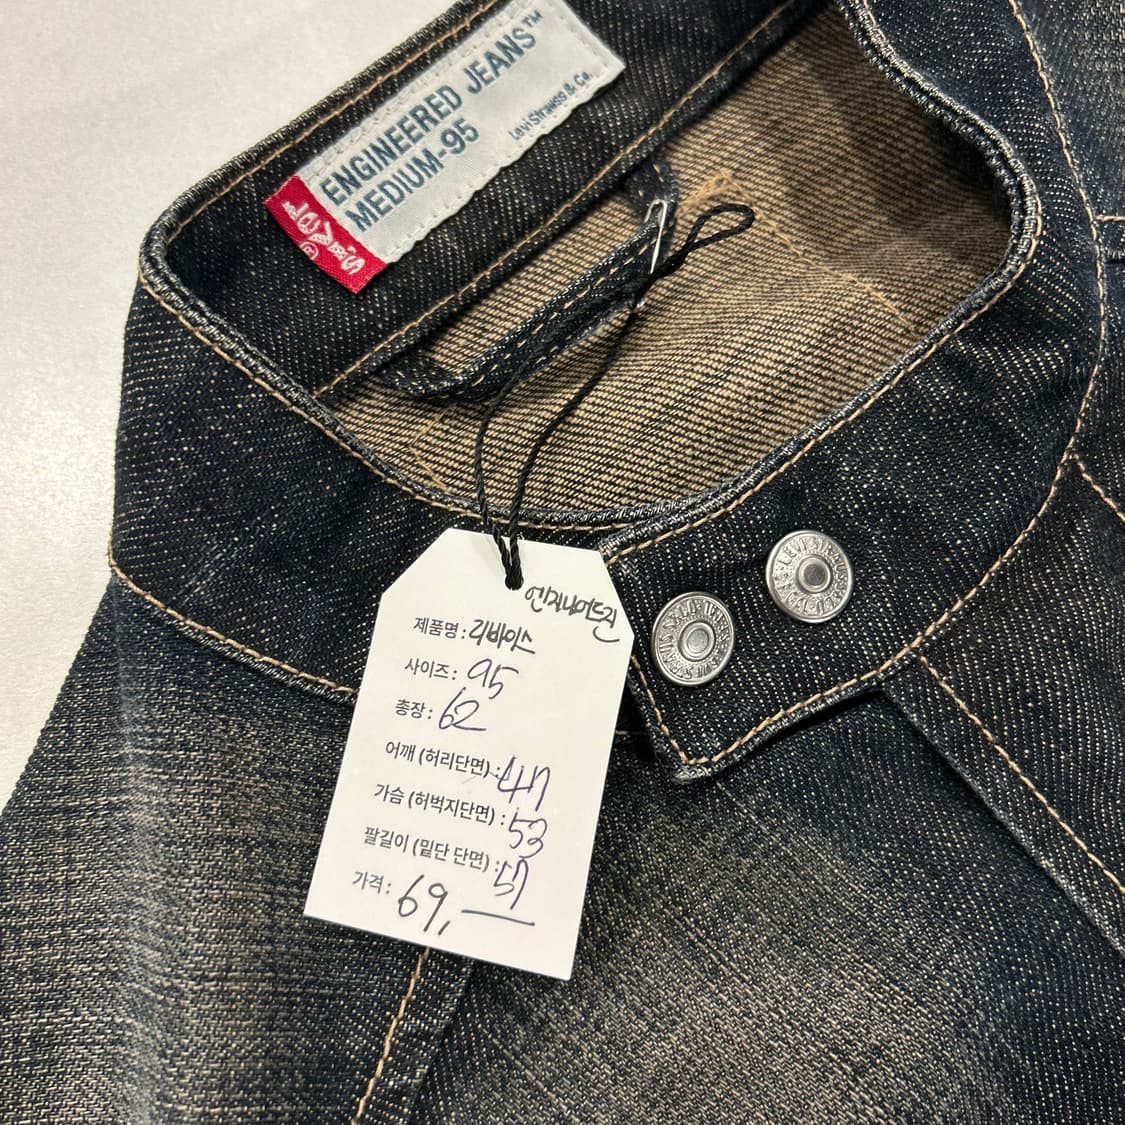 ENGINEERED JEANS™
MEDIUM-95
Levi Strauss & Co.
LEVI'S®
엔지니어드진
제품명 : 리바이스
사이즈 : 95
총장 : 62
어깨 (허리단면) : 47
가슴 (허벅지단면) : 53
팔길이 (밑단 단면) : 57
가격 : 69,—